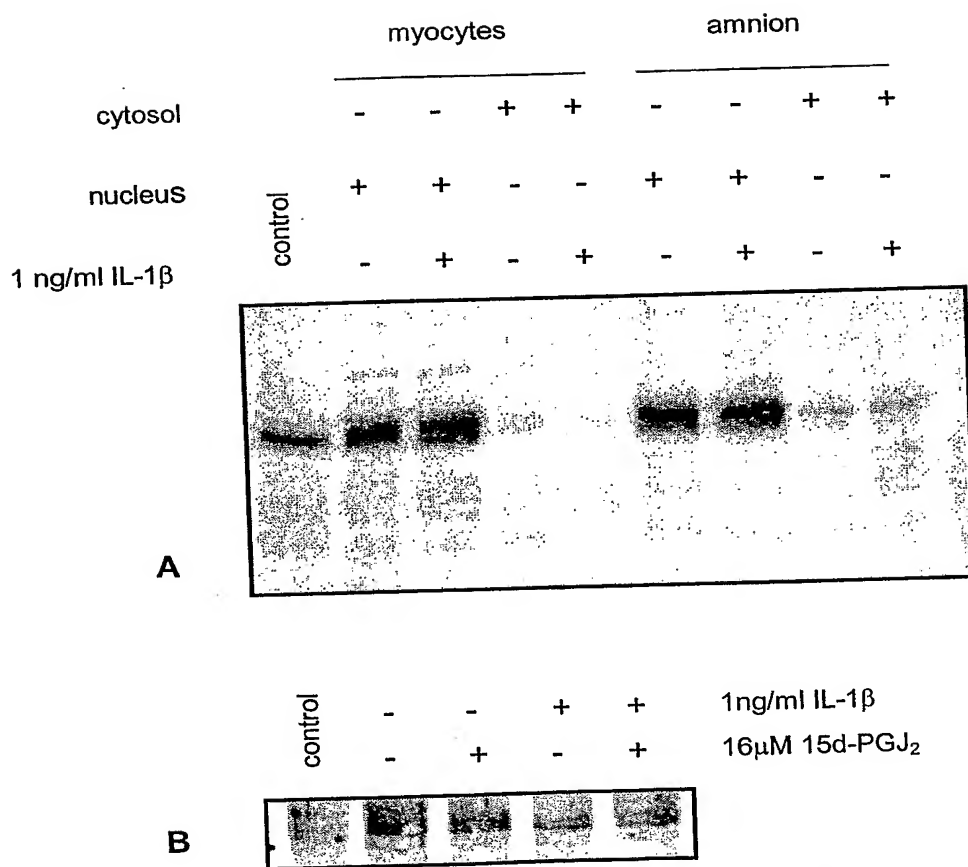 myocytes amnion
cytosol - - + + - - + +
nucleus + + - - + + - -
control
1 ng/ml IL-1β - + - + - + - +
A
control
- - + + 1ng/ml IL-1β
- + - + 16µM 15d-PGJ₂
B